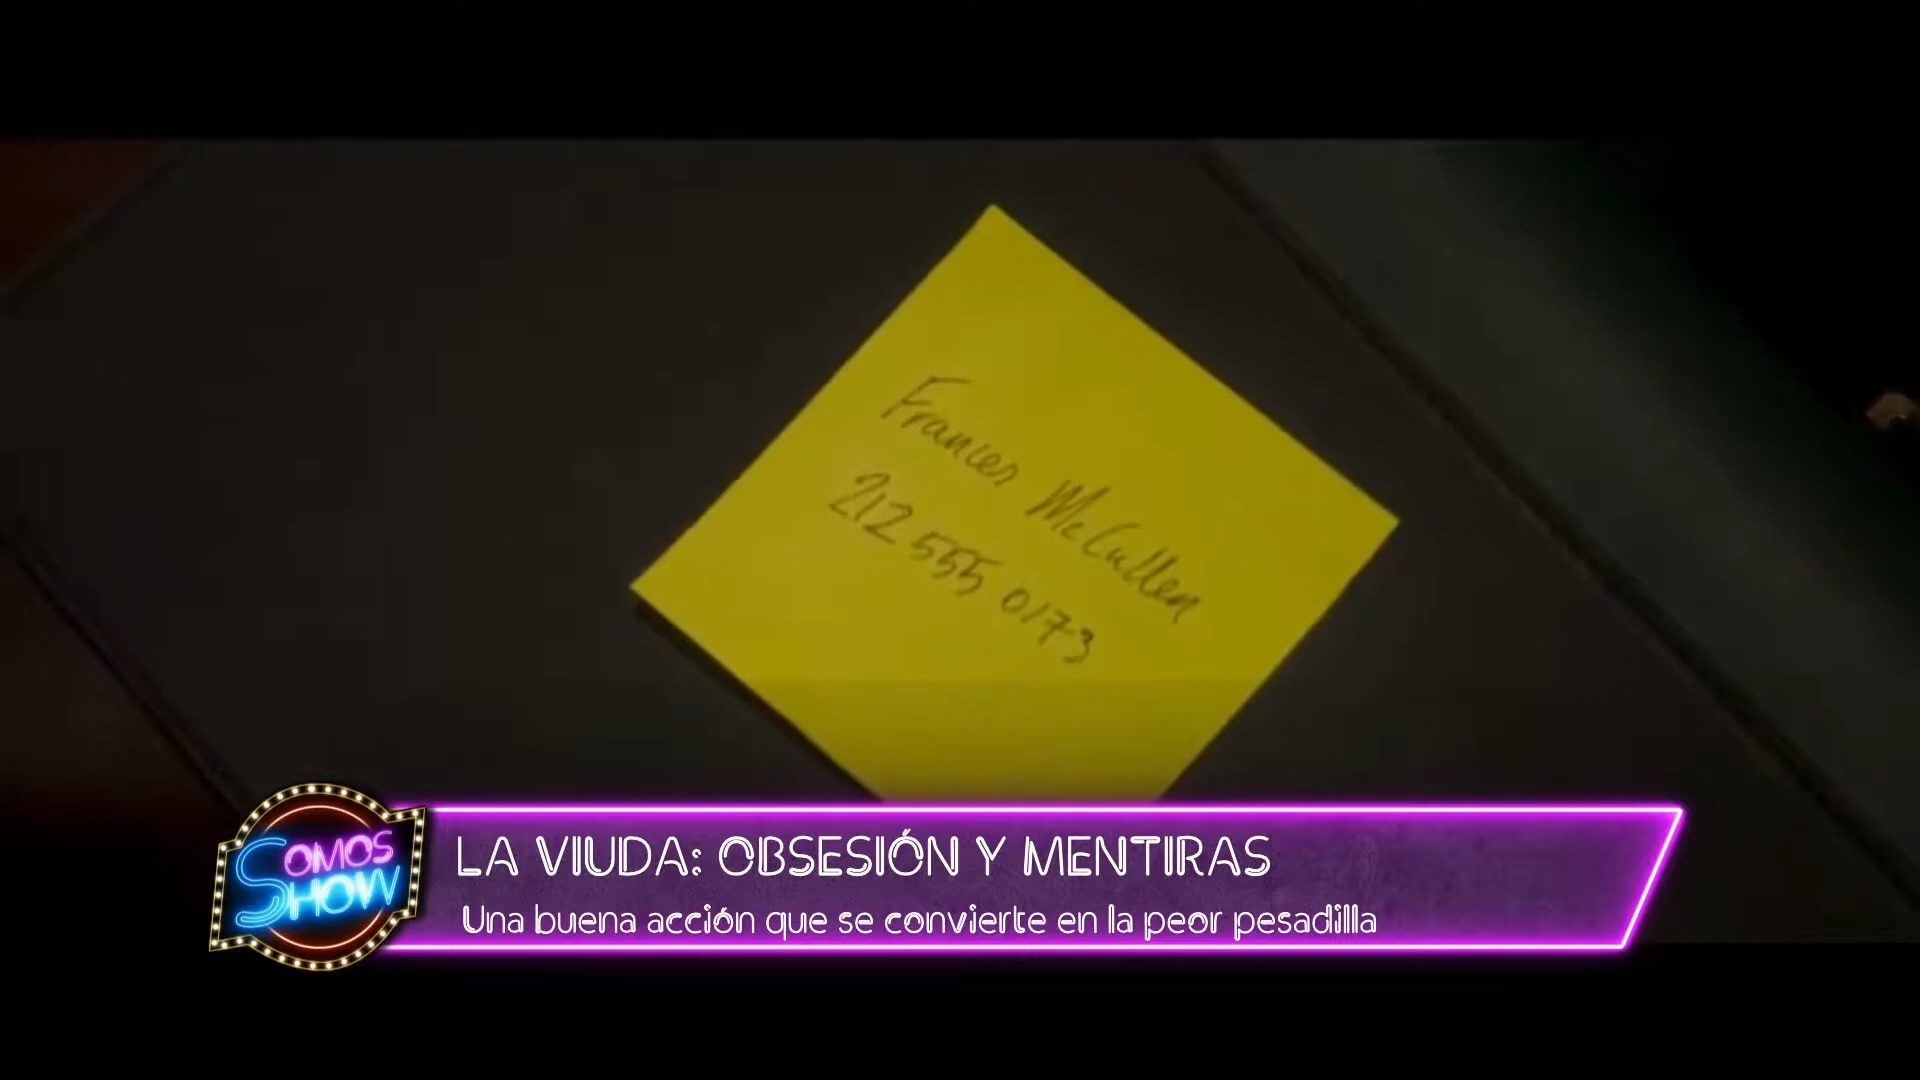 Frances McCullen
212 555 0173
SOMOS
SHOW
LA VIUDA: OBSESIÓN Y MENTIRAS
Una buena acción que se convierte en la peor pesadilla